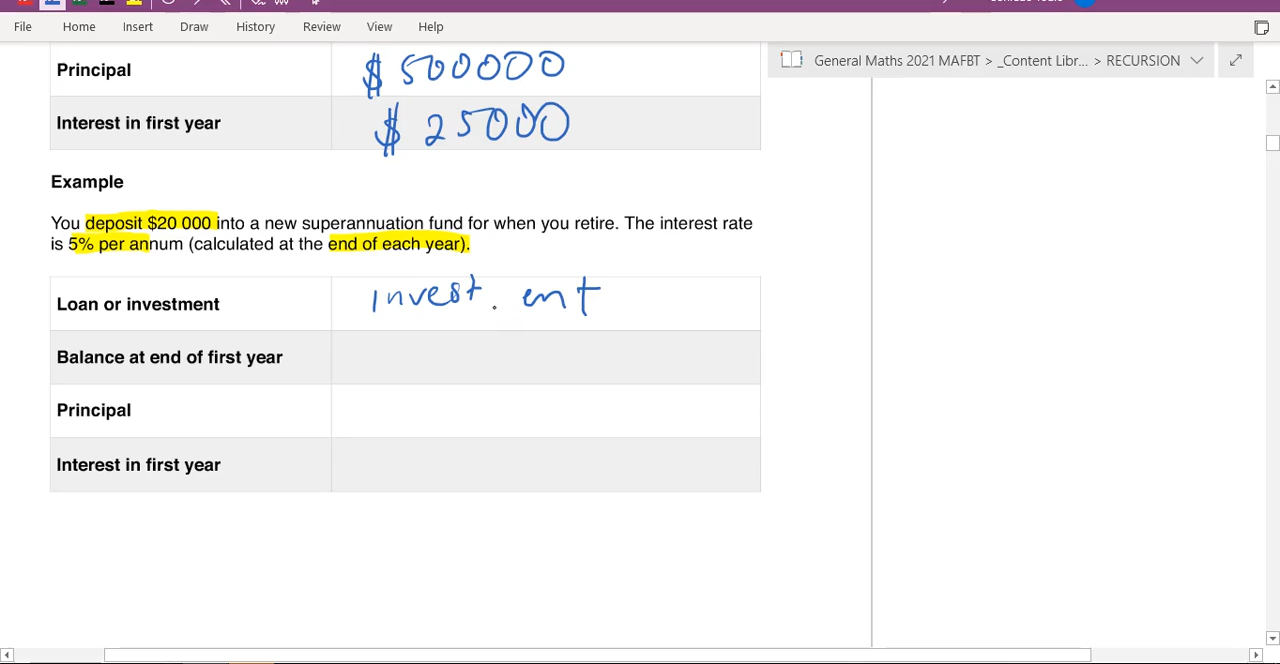 File Home Insert Draw History Review View Help
General Maths 2021 MAFBT > _Content Libr... > RECURSION
Principal $ 500000
Interest in first year $ 25000
Example
You deposit $20 000 into a new superannuation fund for when you retire. The interest rate
is 5% per annum (calculated at the end of each year).
Loan or investment invest. ent
Balance at end of first year
Principal
Interest in first year